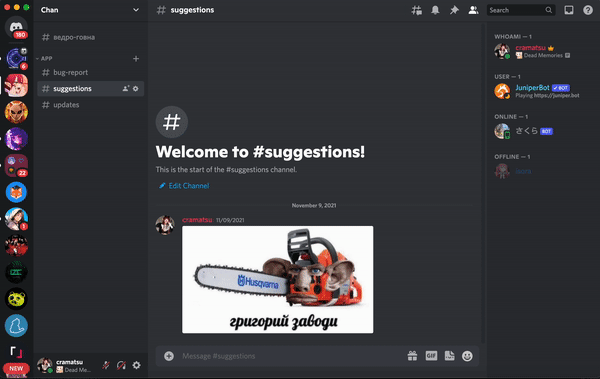 Chan
suggestions
Search
180
ведро-говна
6
APP
bug-report
suggestions
updates
22
1
NEW
Welcome to #suggestions!
This is the start of the #suggestions channel.
Edit Channel
November 9, 2021
cramatsu 11/09/2021
Husqvarna
григорий заводи
Message #suggestions
GIF
cramatsu
Dead Me...
WHOAMI — 1
cramatsu
Dead Memories
USER — 1
JuniperBot BOT
Playing https://juniper.bot
ONLINE — 1
さくら BOT
OFFLINE — 1